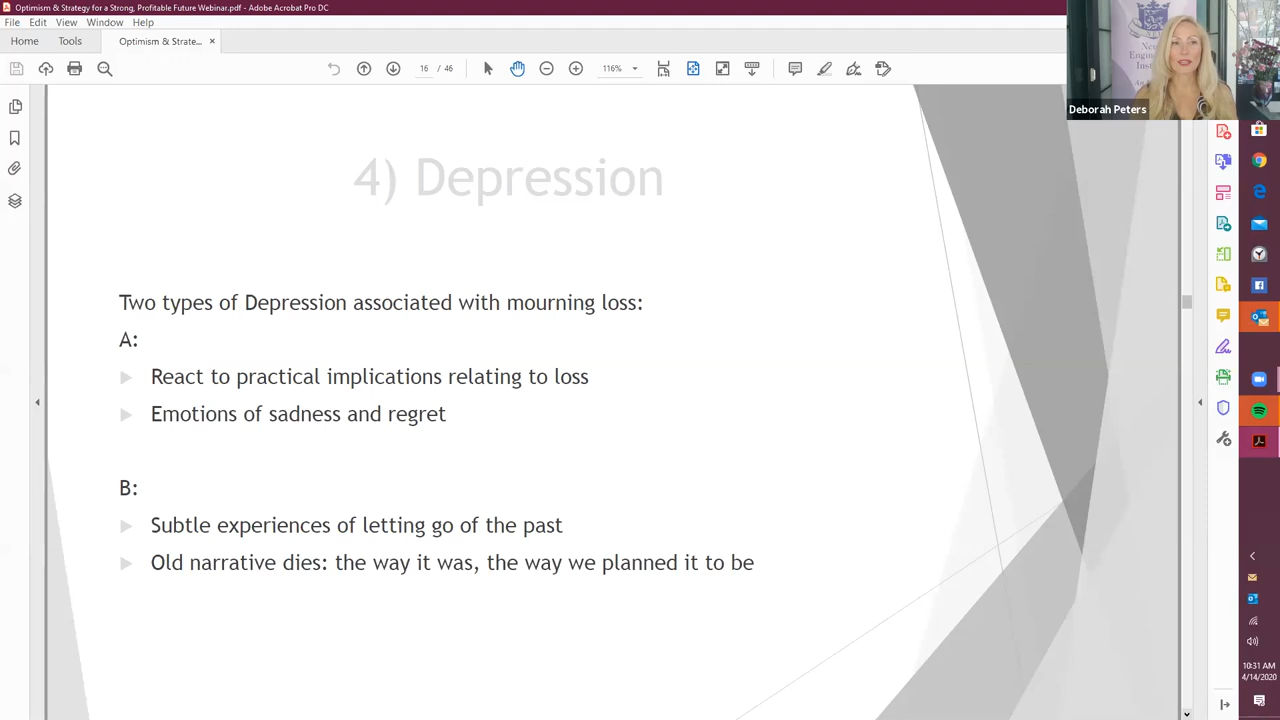 Optimism & Strategy for a Strong, Profitable Future Webinar.pdf - Adobe Acrobat Pro DC
File Edit View Window Help
Home Tools Optimism & Strate... ×
16 / 46 116%
Deborah Peters
4) Depression
Two types of Depression associated with mourning loss:
A:
React to practical implications relating to loss
Emotions of sadness and regret
B:
Subtle experiences of letting go of the past
Old narrative dies: the way it was, the way we planned it to be
10:31 AM
4/14/2020